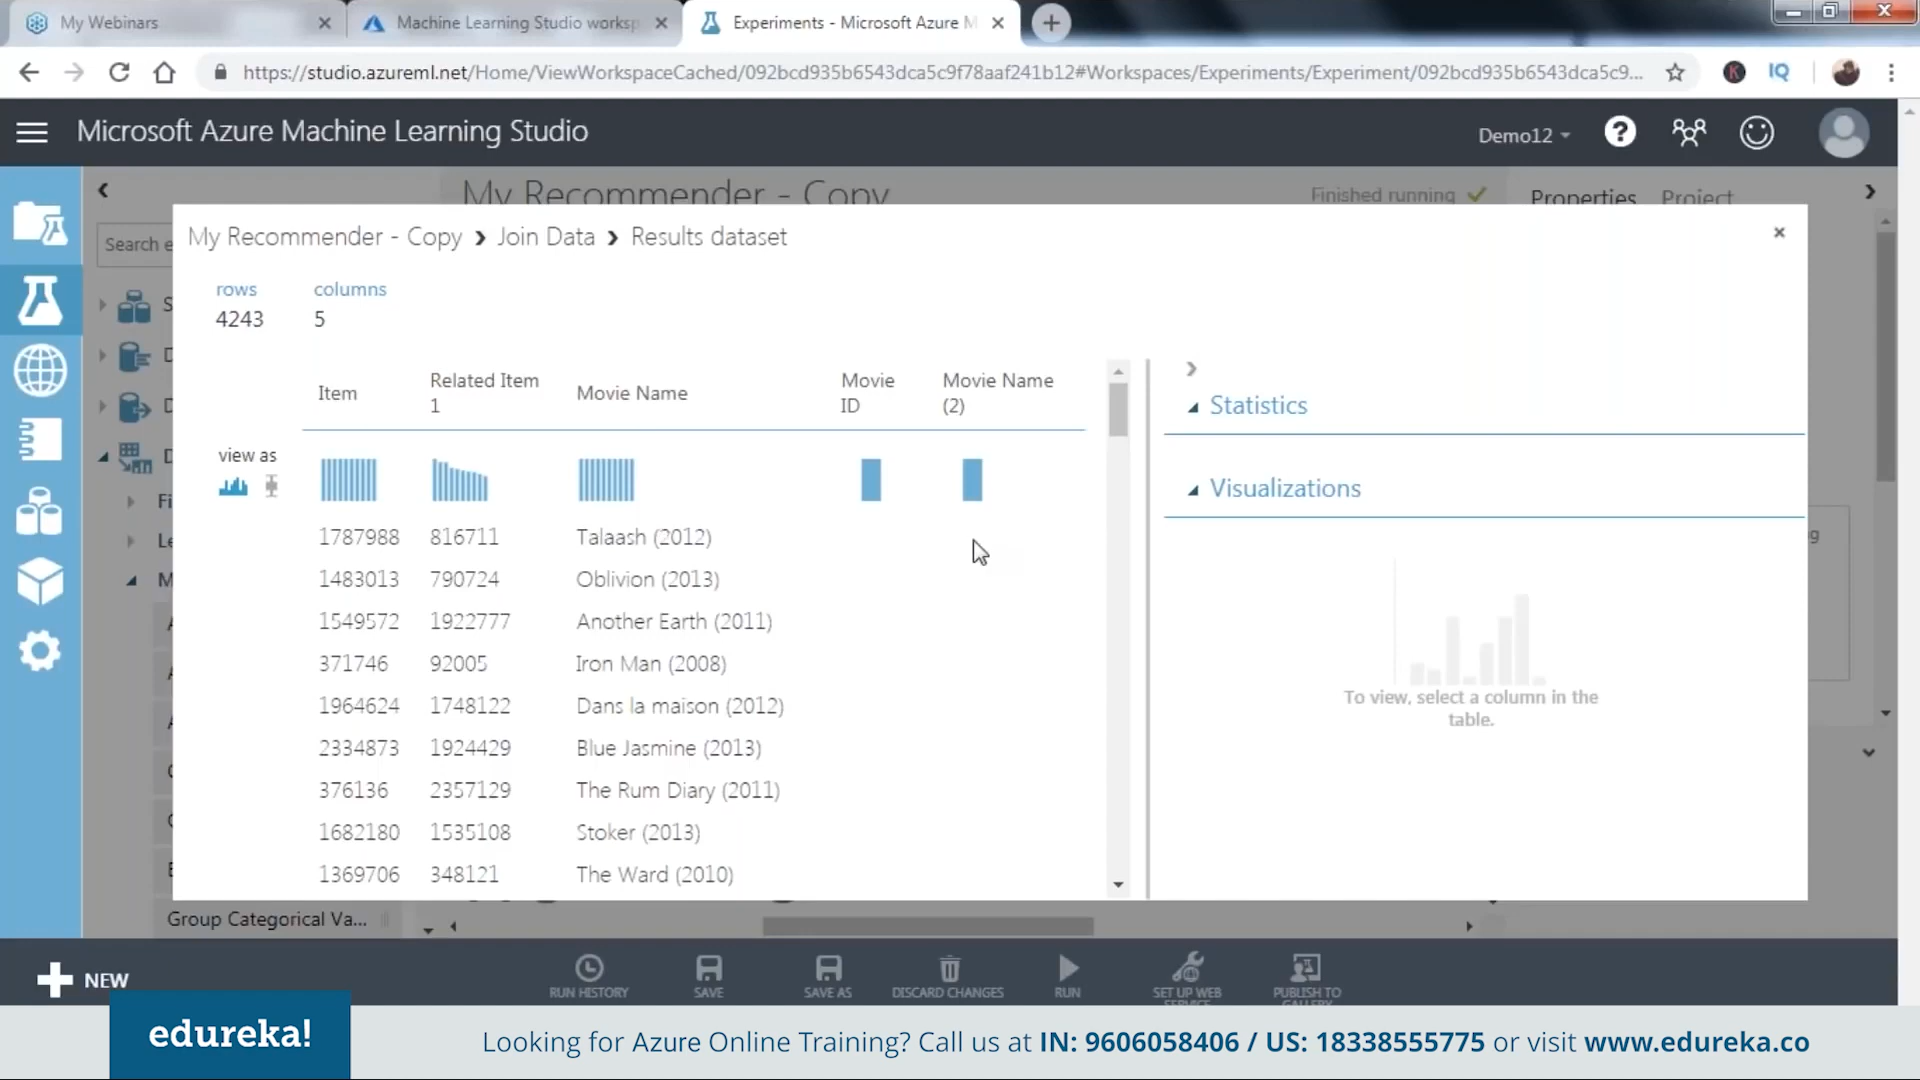 My Webinars
Machine Learning Studio worksp
Experiments - Microsoft Azure M
https://studio.azureml.net/Home/ViewWorkspaceCached/092bcd935b6543dca5c9f78aaf241b12#Workspaces/Experiments/Experiment/092bcd935b6543dca5c9...
IQ
Microsoft Azure Machine Learning Studio
Demo12
My Recommender - Copy
Finished running
Properties Project
Search e
My Recommender - Copy > Join Data > Results dataset
rows columns
4243 5
Item Related Item 1 Movie Name Movie ID Movie Name (2)
view as
1787988 816711 Talaash (2012)
1483013 790724 Oblivion (2013)
1549572 1922777 Another Earth (2011)
371746 92005 Iron Man (2008)
1964624 1748122 Dans la maison (2012)
2334873 1924429 Blue Jasmine (2013)
376136 2357129 The Rum Diary (2011)
1682180 1535108 Stoker (2013)
1369706 348121 The Ward (2010)
Statistics
Visualizations
To view, select a column in the
table.
Group Categorical Va...
NEW
RUN HISTORY
SAVE
SAVE AS
DISCARD CHANGES
RUN
SET UP WEB
SERVICE
PUBLISH TO
GALLERY
edureka!
Looking for Azure Online Training? Call us at IN: 9606058406 / US: 18338555775 or visit www.edureka.co